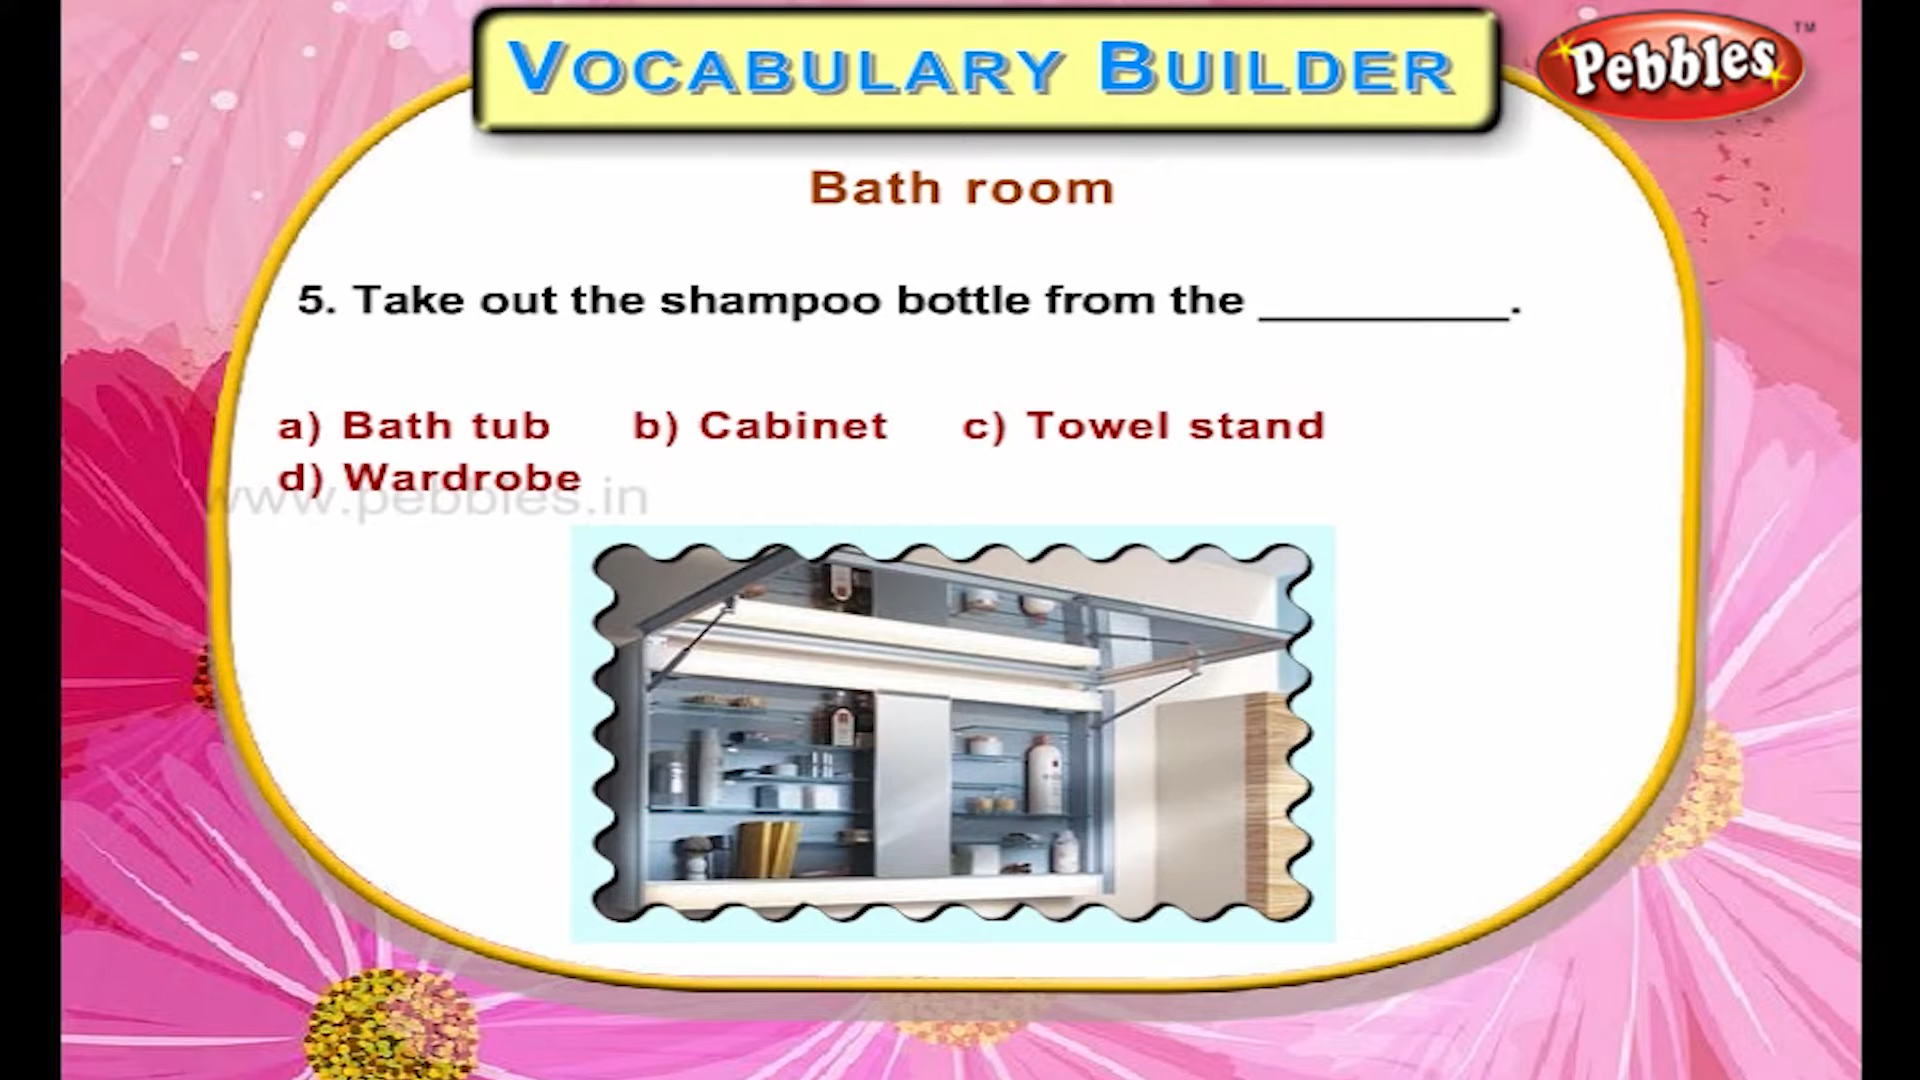 VOCABULARY BUILDER
Pebbles™
Bath room
5. Take out the shampoo bottle from the __________.
a) Bath tub b) Cabinet c) Towel stand
d) Wardrobe
www.pebbles.in